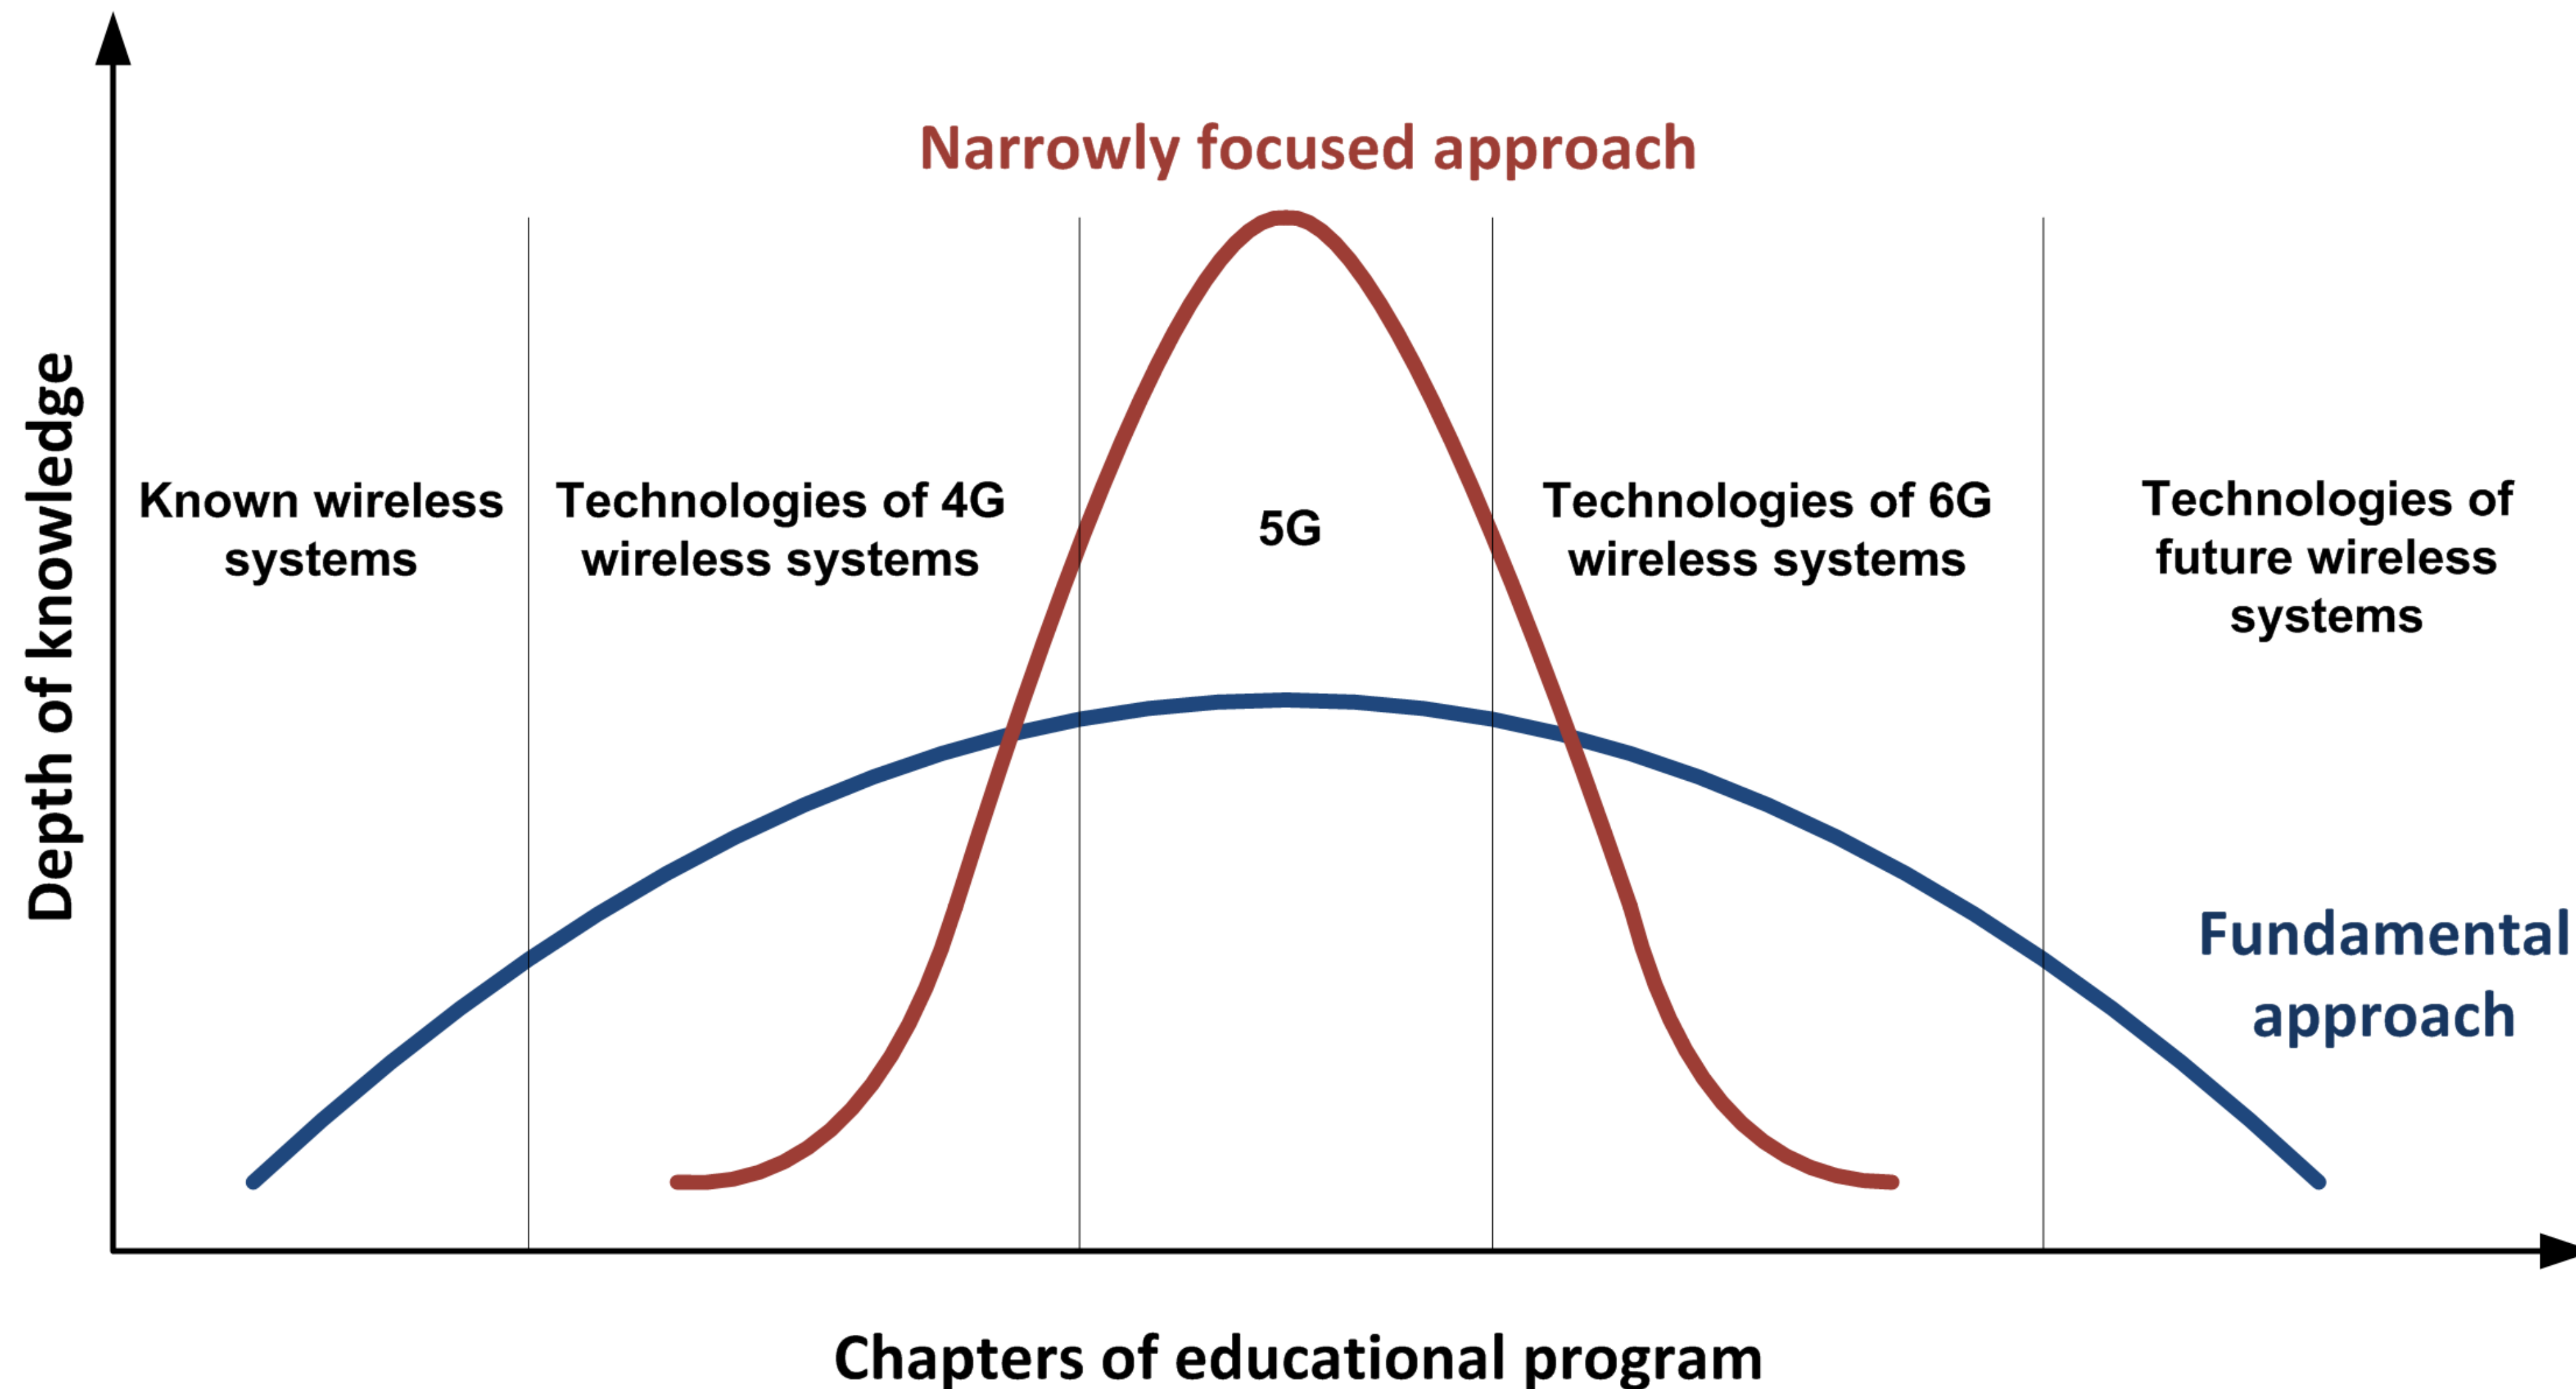 Narrowly focused approach
Depth of knowledge
Known wireless
systems
Technologies of 4G
wireless systems
5G
Technologies of 6G
wireless systems
Technologies of
future wireless
systems
Fundamental
approach
Chapters of educational program